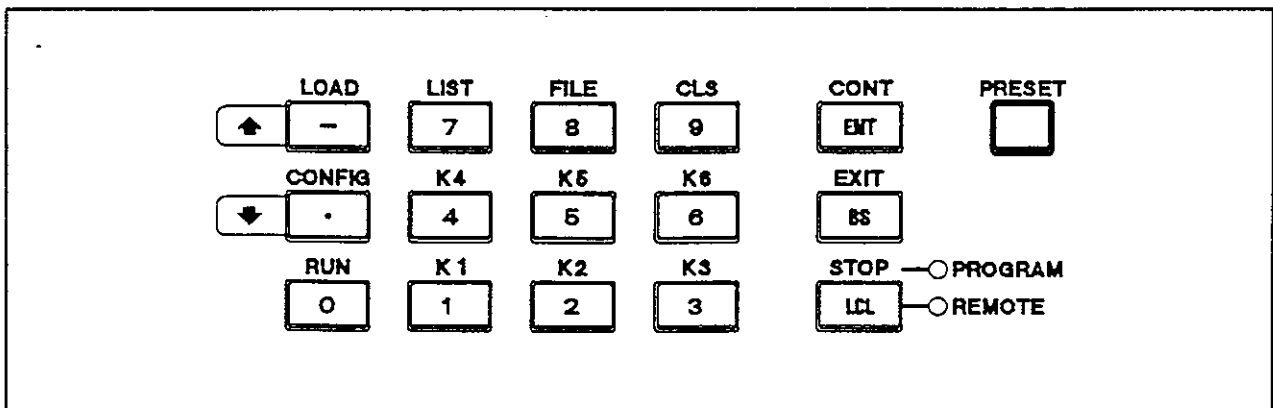 LOAD LIST FILE CLS CONT PRESET
- 7 8 9 ENT
CONFIG K4 K5 K6 EXIT
. 4 5 6 BS
RUN K1 K2 K3 STOP PROGRAM
0 1 2 3 LCL REMOTE